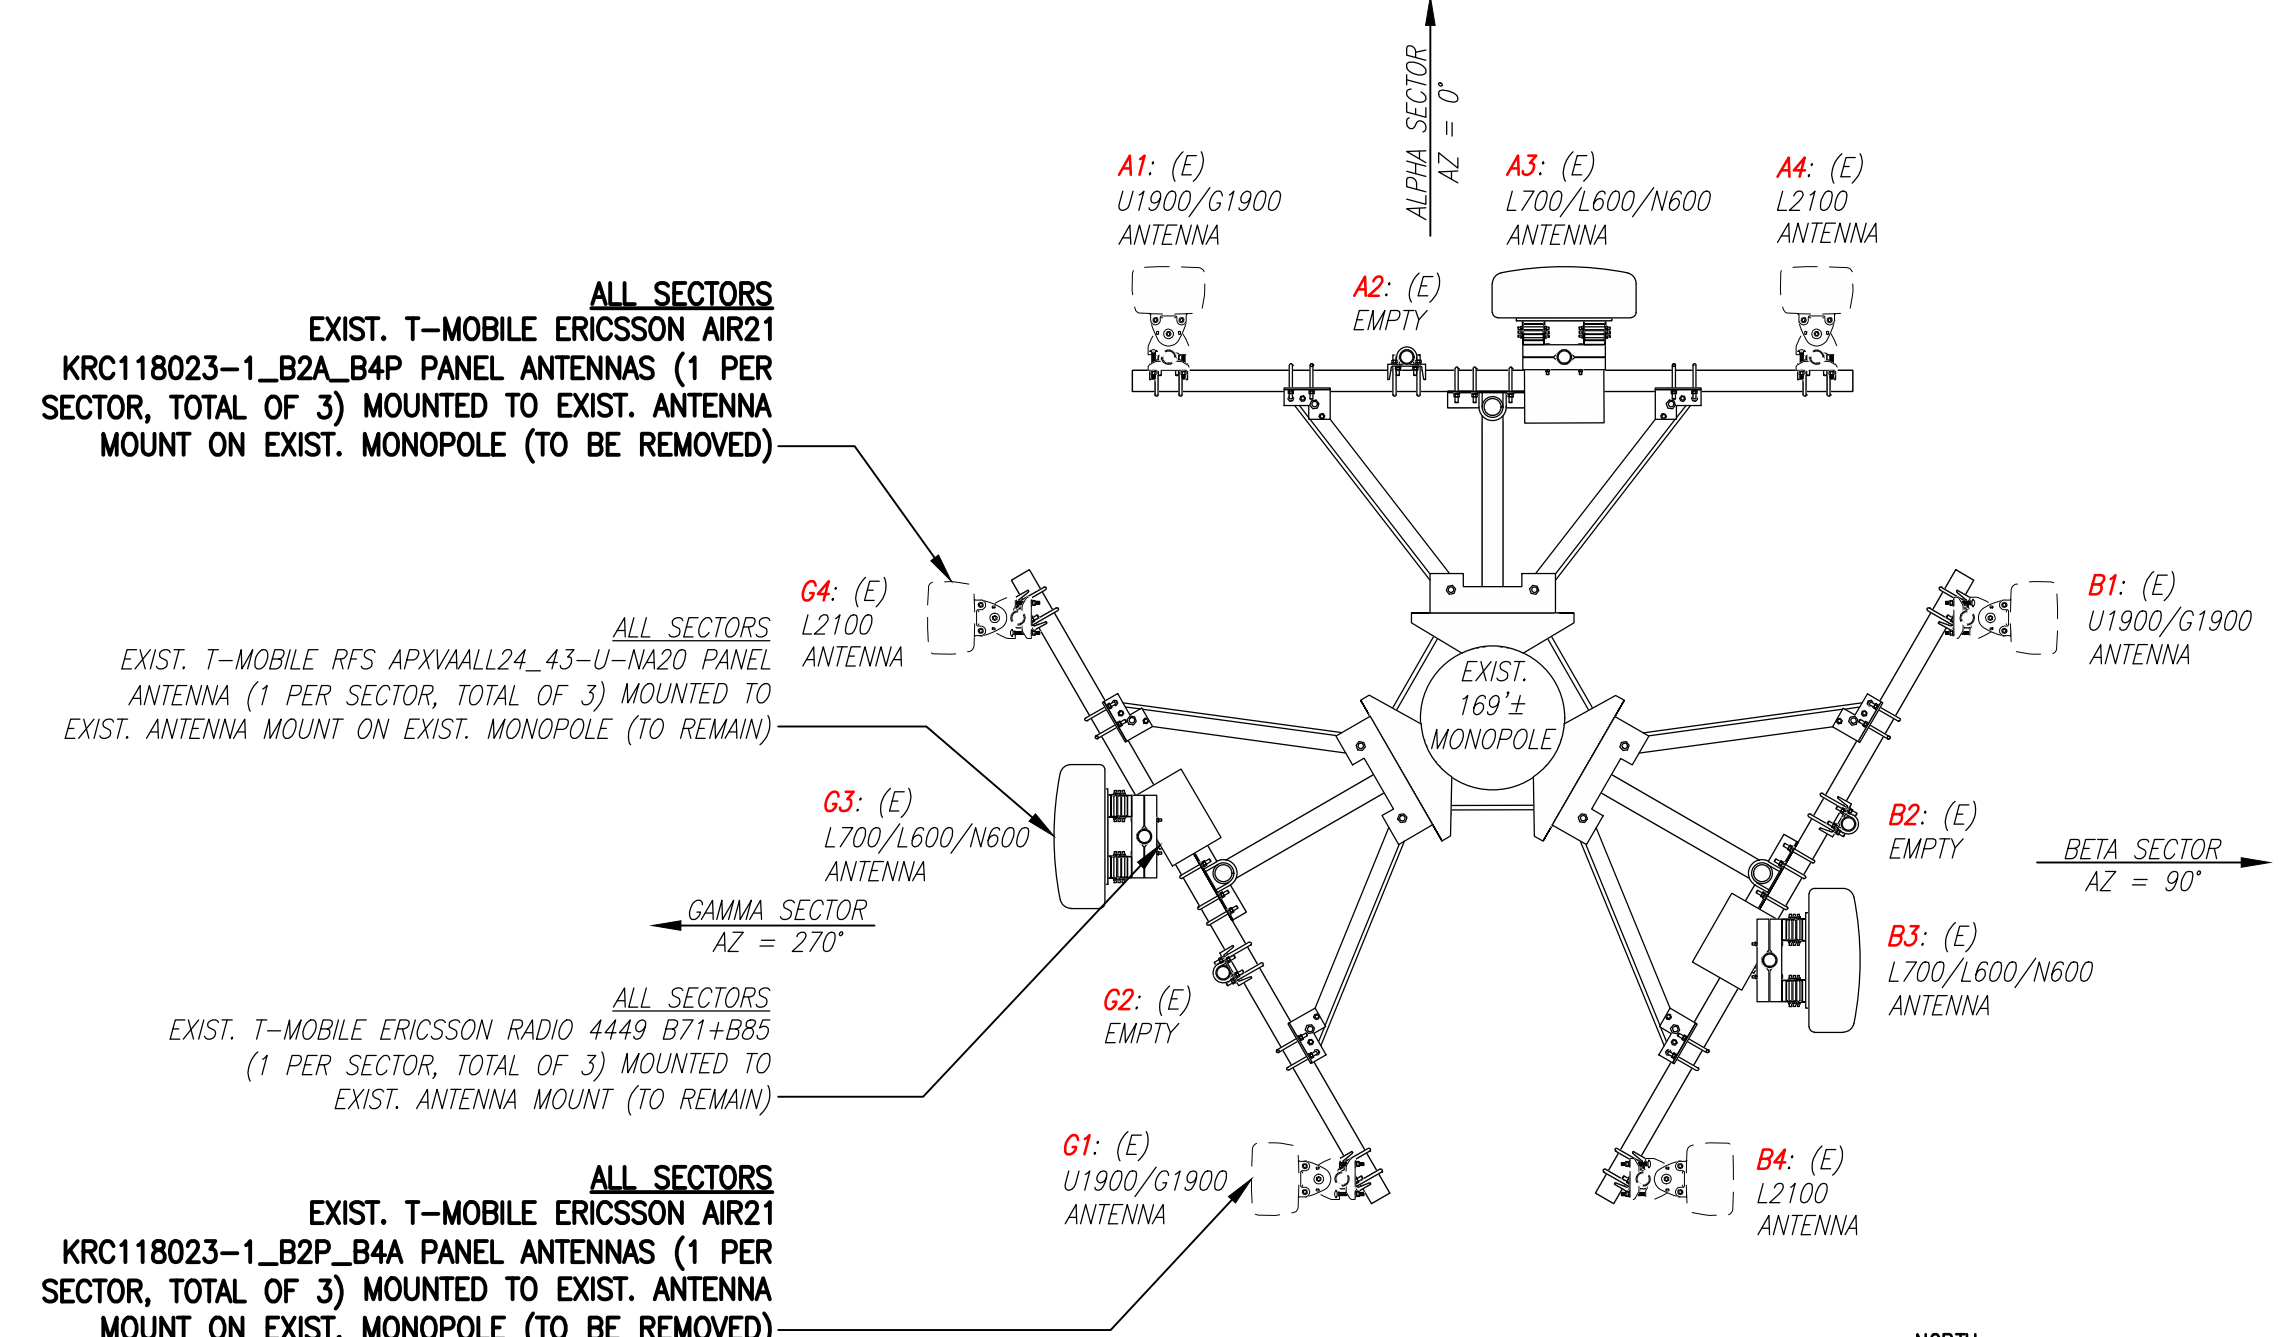 ALPHA SECTOR
AZ = 0°
A1: (E)
U1900/G1900
ANTENNA
A3: (E)
L700/L600/N600
ANTENNA
A4: (E)
L2100
ANTENNA
A2: (E)
EMPTY
ALL SECTORS
EXIST. T-MOBILE ERICSSON AIR21
KRC118023-1_B2A_B4P PANEL ANTENNAS (1 PER
SECTOR, TOTAL OF 3) MOUNTED TO EXIST. ANTENNA
MOUNT ON EXIST. MONOPOLE (TO BE REMOVED)
G4: (E)
L2100
ANTENNA
B1: (E)
U1900/G1900
ANTENNA
ALL SECTORS
EXIST. T-MOBILE RFS APXVAALL24_43-U-NA20 PANEL
ANTENNA (1 PER SECTOR, TOTAL OF 3) MOUNTED TO
EXIST. ANTENNA MOUNT ON EXIST. MONOPOLE (TO REMAIN)
EXIST.
169'±
MONOPOLE
G3: (E)
L700/L600/N600
ANTENNA
B2: (E)
EMPTY
BETA SECTOR
AZ = 90°
GAMMA SECTOR
AZ = 270°
B3: (E)
L700/L600/N600
ANTENNA
ALL SECTORS
EXIST. T-MOBILE ERICSSON RADIO 4449 B71+B85
(1 PER SECTOR, TOTAL OF 3) MOUNTED TO
EXIST. ANTENNA MOUNT (TO REMAIN)
G2: (E)
EMPTY
G1: (E)
U1900/G1900
ANTENNA
B4: (E)
L2100
ANTENNA
ALL SECTORS
EXIST. T-MOBILE ERICSSON AIR21
KRC118023-1_B2P_B4A PANEL ANTENNAS (1 PER
SECTOR, TOTAL OF 3) MOUNTED TO EXIST. ANTENNA
MOUNT ON EXIST. MONOPOLE (TO BE REMOVED)
NORTH